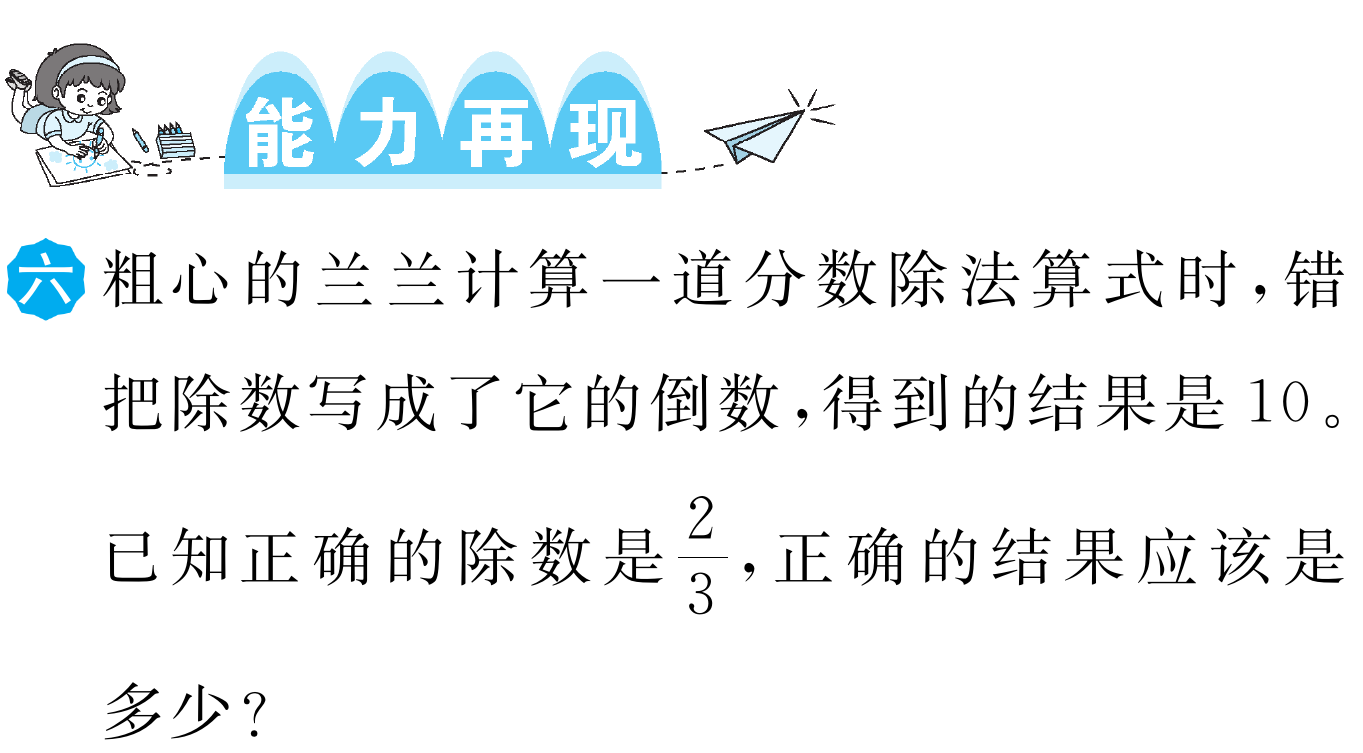 能力再现
六 粗心的兰兰计算一道分数除法算式时,错
把除数写成了它的倒数,得到的结果是10。
已知正确的除数是2/3,正确的结果应该是
多少?